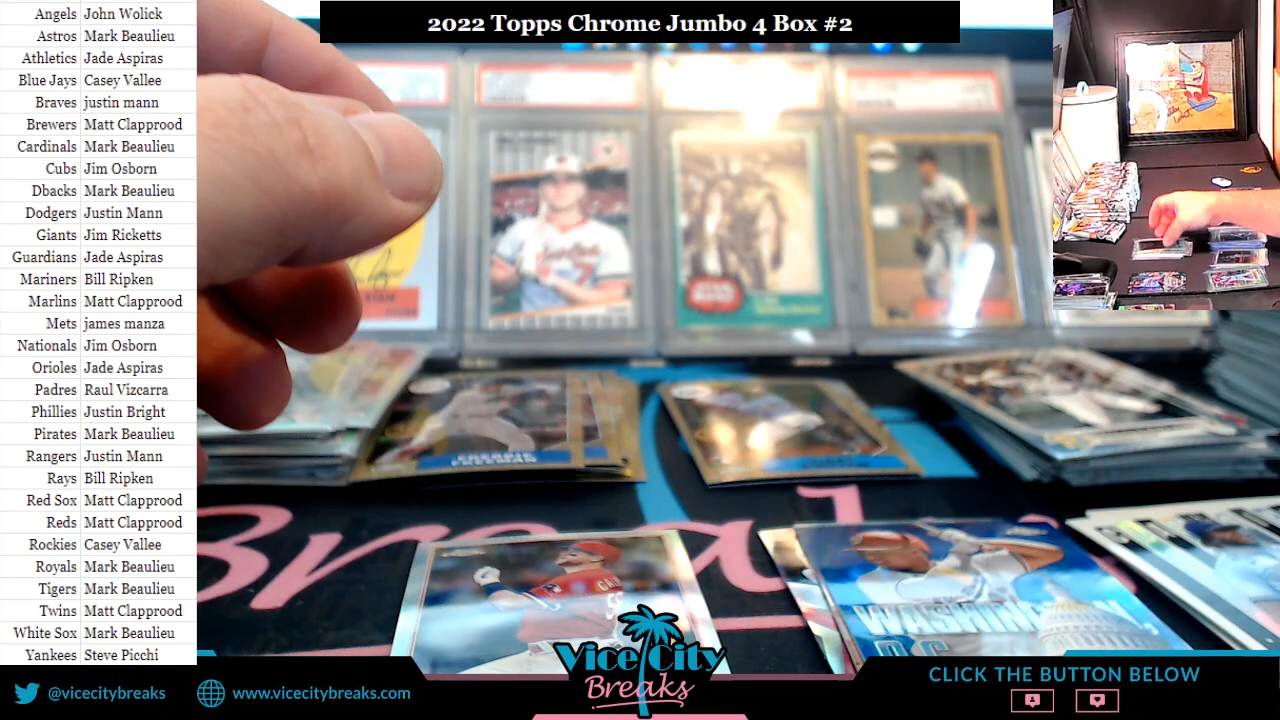 2022 Topps Chrome Jumbo 4 Box #2
Angels John Wolick
Astros Mark Beaulieu
Athletics Jade Aspiras
Blue Jays Casey Vallee
Braves justin mann
Brewers Matt Clapprood
Cardinals Mark Beaulieu
Cubs Jim Osborn
Dbacks Mark Beaulieu
Dodgers Justin Mann
Giants Jim Ricketts
Guardians Jade Aspiras
Mariners Bill Ripken
Marlins Matt Clapprood
Mets james manza
Nationals Jim Osborn
Orioles Jade Aspiras
Padres Raul Vizcarra
Phillies Justin Bright
Pirates Mark Beaulieu
Rangers Justin Mann
Rays Bill Ripken
Red Sox Matt Clapprood
Reds Matt Clapprood
Rockies Casey Vallee
Royals Mark Beaulieu
Tigers Mark Beaulieu
Twins Matt Clapprood
White Sox Mark Beaulieu
Yankees Steve Picchi
FREDDIE
FREEMAN
WASHINGTON
Vice City
Breaks
@vicecitybreaks
www.vicecitybreaks.com
CLICK THE BUTTON BELOW